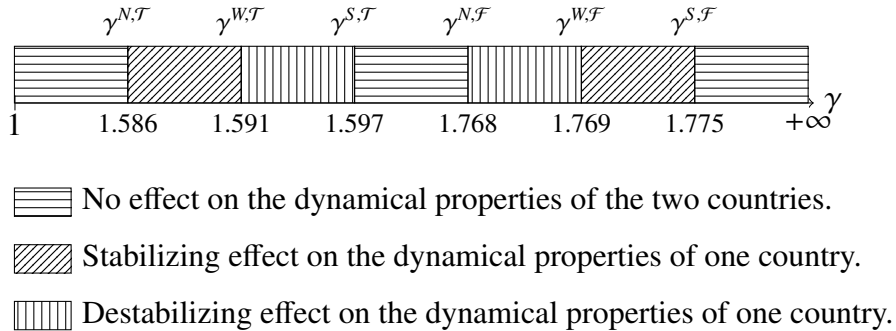 γ^{N,𝒯} γ^{W,𝒯} γ^{S,𝒯} γ^{N,ℱ} γ^{W,ℱ} γ^{S,ℱ}
γ
1 1.586 1.591 1.597 1.768 1.769 1.775 +∞
No effect on the dynamical properties of the two countries.
Stabilizing effect on the dynamical properties of one country.
Destabilizing effect on the dynamical properties of one country.